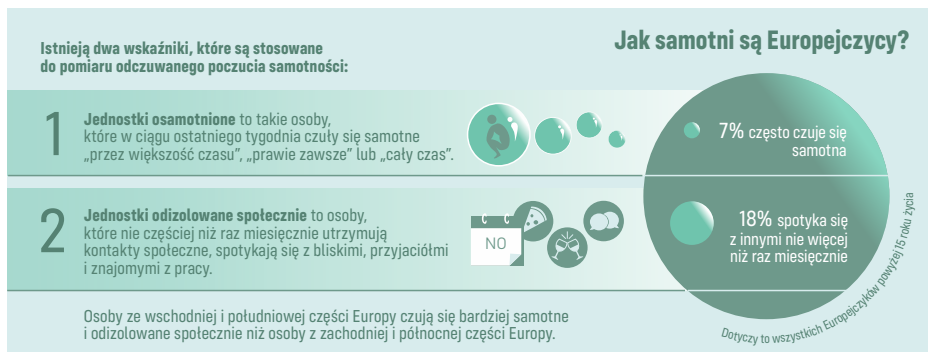 Jak samotni są Europejczycy?
Istnieją dwa wskaźniki, które są stosowane
do pomiaru odczuwanego poczucia samotności:
1
Jednostki osamotnione to takie osoby,
które w ciągu ostatniego tygodnia czuły się samotne
„przez większość czasu”, „prawie zawsze” lub „cały czas”.
7% często czuje się
samotna
2
Jednostki odizolowane społecznie to osoby,
które nie częściej niż raz miesięcznie utrzymują
kontakty społeczne, spotykają się z bliskimi, przyjaciółmi
i znajomymi z pracy.
NO
18% spotyka się
z innymi nie więcej
niż raz miesięcznie
Dotyczy to wszystkich Europejczyków powyżej 15 roku życia
Osoby ze wschodniej i południowej części Europy czują się bardziej samotne
i odizolowane społecznie niż osoby z zachodniej i północnej części Europy.